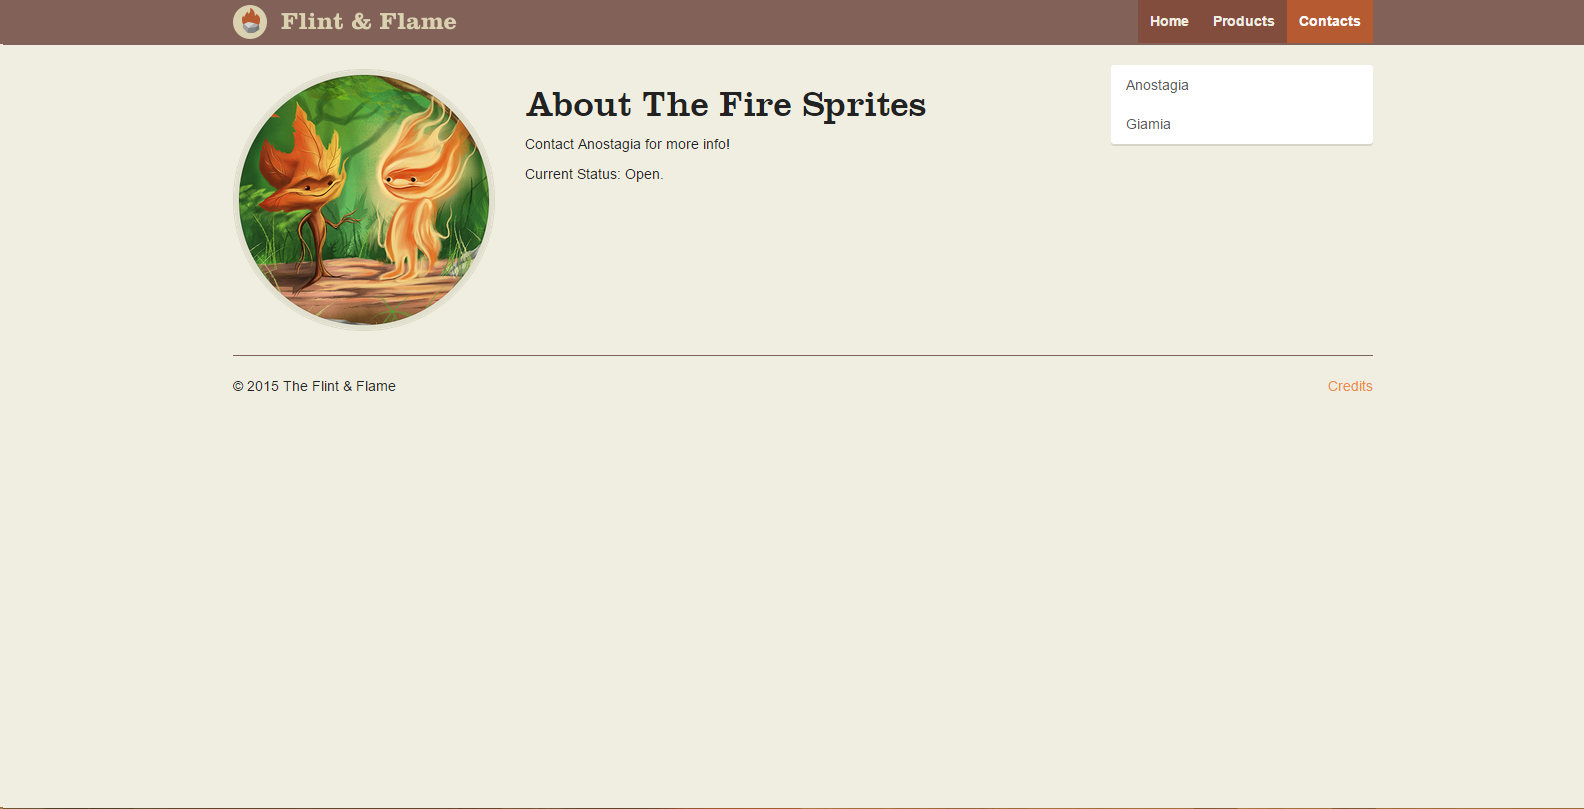 Flint & Flame
Home Products Contacts
About The Fire Sprites
Contact Anostagia for more info!
Current Status: Open.
Anostagia
Giamia
© 2015 The Flint & Flame
Credits